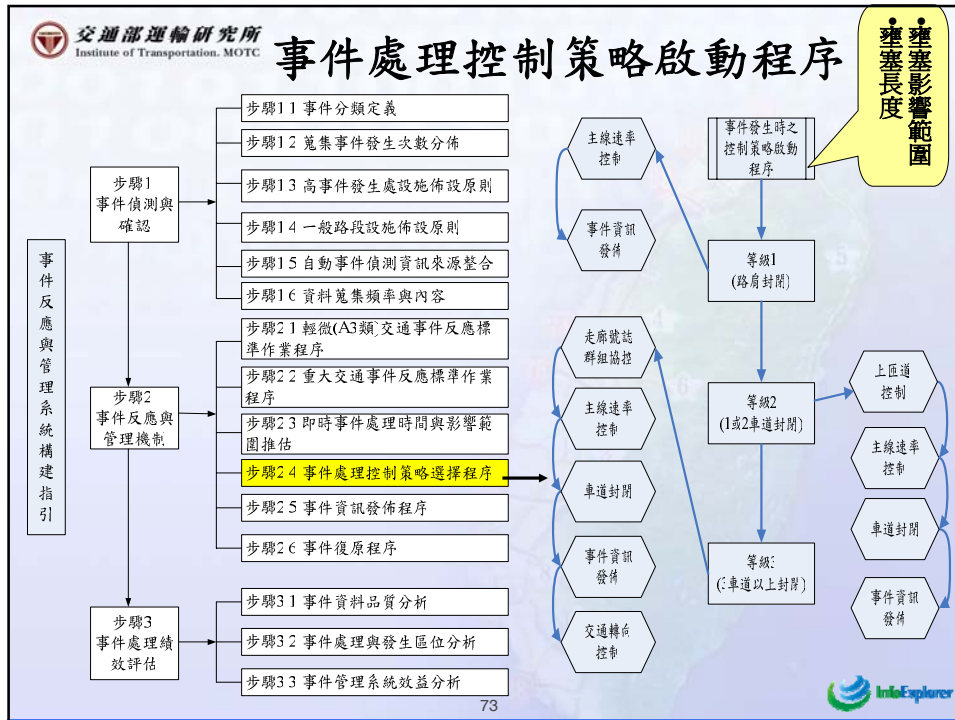 交通部運輸研究所
Institute of Transportation. MOTC
事件處理控制策略啟動程序
•壅塞影響範圍
•壅塞長度
事件反應與管理系統構建指引
步驟1
事件偵測與
確認
步驟1.1 事件分類定義
步驟1.2 蒐集事件發生次數分佈
步驟1.3 高事件發生處設施佈設原則
步驟1.4 一般路段設施佈設原則
步驟1.5 自動事件偵測資訊來源整合
步驟1.6 資料蒐集頻率與內容
步驟2
事件反應與
管理機制
步驟2.1 輕微(A3類)交通事件反應標
準作業程序
步驟2.2 重大交通事件反應標準作業
程序
步驟2.3 即時事件處理時間與影響範
圍推估
步驟2.4 事件處理控制策略選擇程序
步驟2.5 事件資訊發佈程序
步驟2.6 事件復原程序
步驟3
事件處理績
效評估
步驟3.1 事件資料品質分析
步驟3.2 事件處理與發生區位分析
步驟3.3 事件管理系統效益分析
主線速率
控制
事件資訊
發佈
走廊號誌
群組協控
主線速率
控制
車道封閉
事件資訊
發佈
交通轉向
控制
事件發生時之
控制策略啟動
程序
等級1
(路肩封閉)
等級2
(1或2車道封閉)
等級3
(3車道以上封閉)
上匝道
控制
主線速率
控制
車道封閉
事件資訊
發佈
73
InfoExplorer